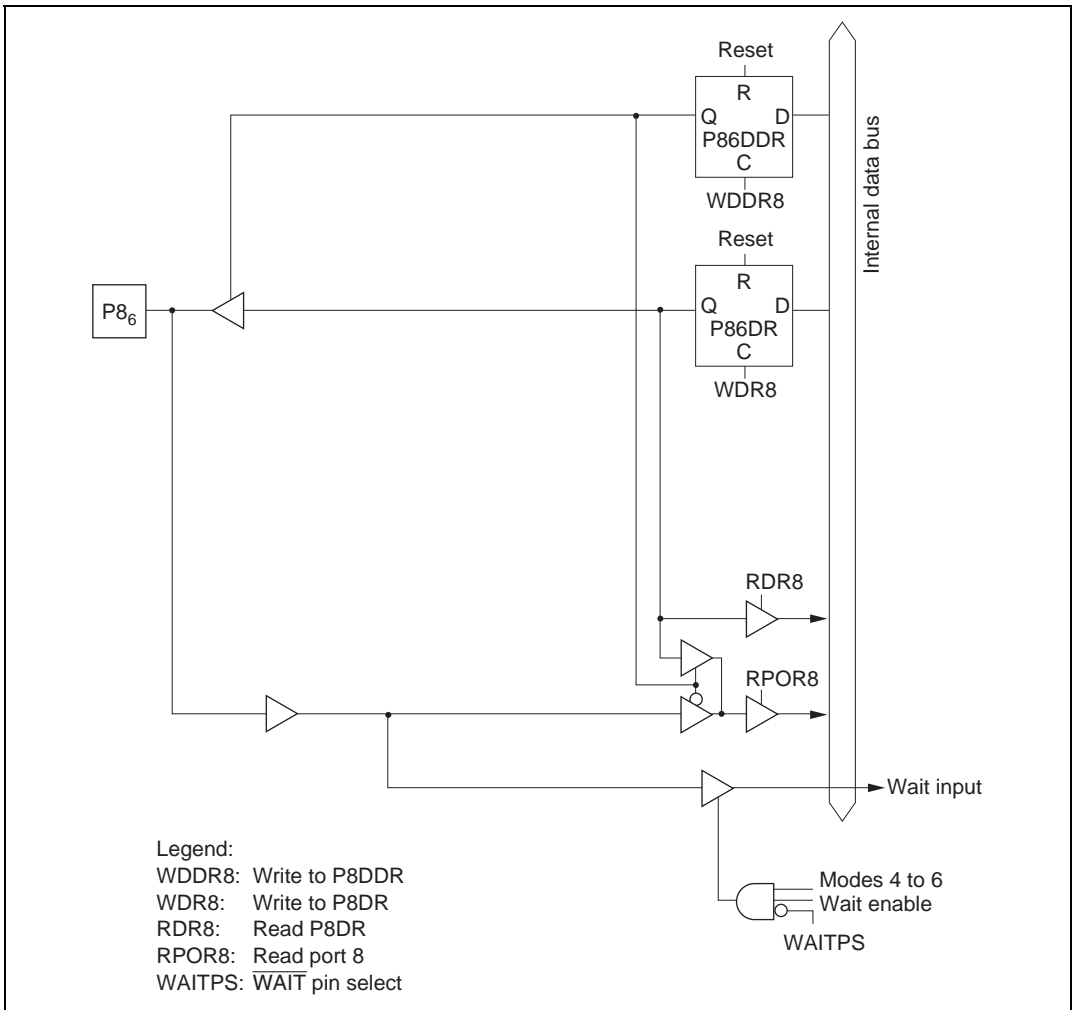 Reset
R
Q D
P86DDR
C
WDDR8
Internal data bus
Reset
R
Q D
P86DR
C
WDR8
P8₆
RDR8
RPOR8
Wait input
Modes 4 to 6
Wait enable
WAITPS
Legend:
WDDR8: Write to P8DDR
WDR8: Write to P8DR
RDR8: Read P8DR
RPOR8: Read port 8
WAITPS: W̅A̅I̅T̅ pin select